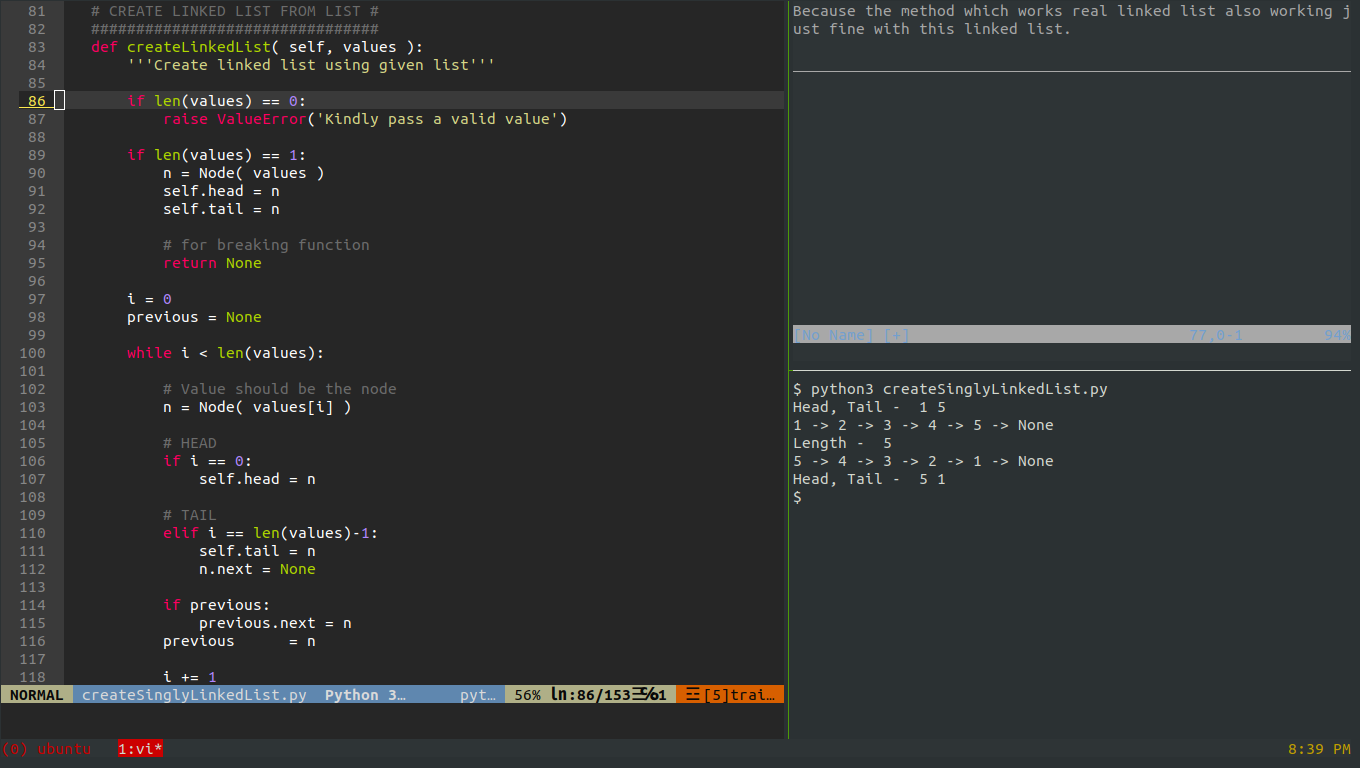 81     # CREATE LINKED LIST FROM LIST #
82     ################################
83     def createLinkedList( self, values ):
84         '''Create linked list using given list'''
85
86         if len(values) == 0:
87             raise ValueError('Kindly pass a valid value')
88
89         if len(values) == 1:
90             n = Node( values )
91             self.head = n
92             self.tail = n
93
94             # for breaking function
95             return None
96
97         i = 0
98         previous = None
99
100         while i < len(values):
101
102             # Value should be the node
103             n = Node( values[i] )
104
105             # HEAD
106             if i == 0:
107                 self.head = n
108
109             # TAIL
110             elif i == len(values)-1:
111                 self.tail = n
112                 n.next = None
113
114             if previous:
115                 previous.next = n
116             previous      = n
117
118             i += 1
NORMAL  createSinglyLinkedList.py  Python 3…      pyt…  56% ln:86/153☰℅1  ☲[5]trai…
Because the method which works real linked list also working j
ust fine with this linked list.
[No Name] [+]                               77,0-1         94%
$ python3 createSinglyLinkedList.py
Head, Tail -  1 5
1 -> 2 -> 3 -> 4 -> 5 -> None
Length -  5
5 -> 4 -> 3 -> 2 -> 1 -> None
Head, Tail -  5 1
$
(0) ubuntu   1:vi*
8:39 PM